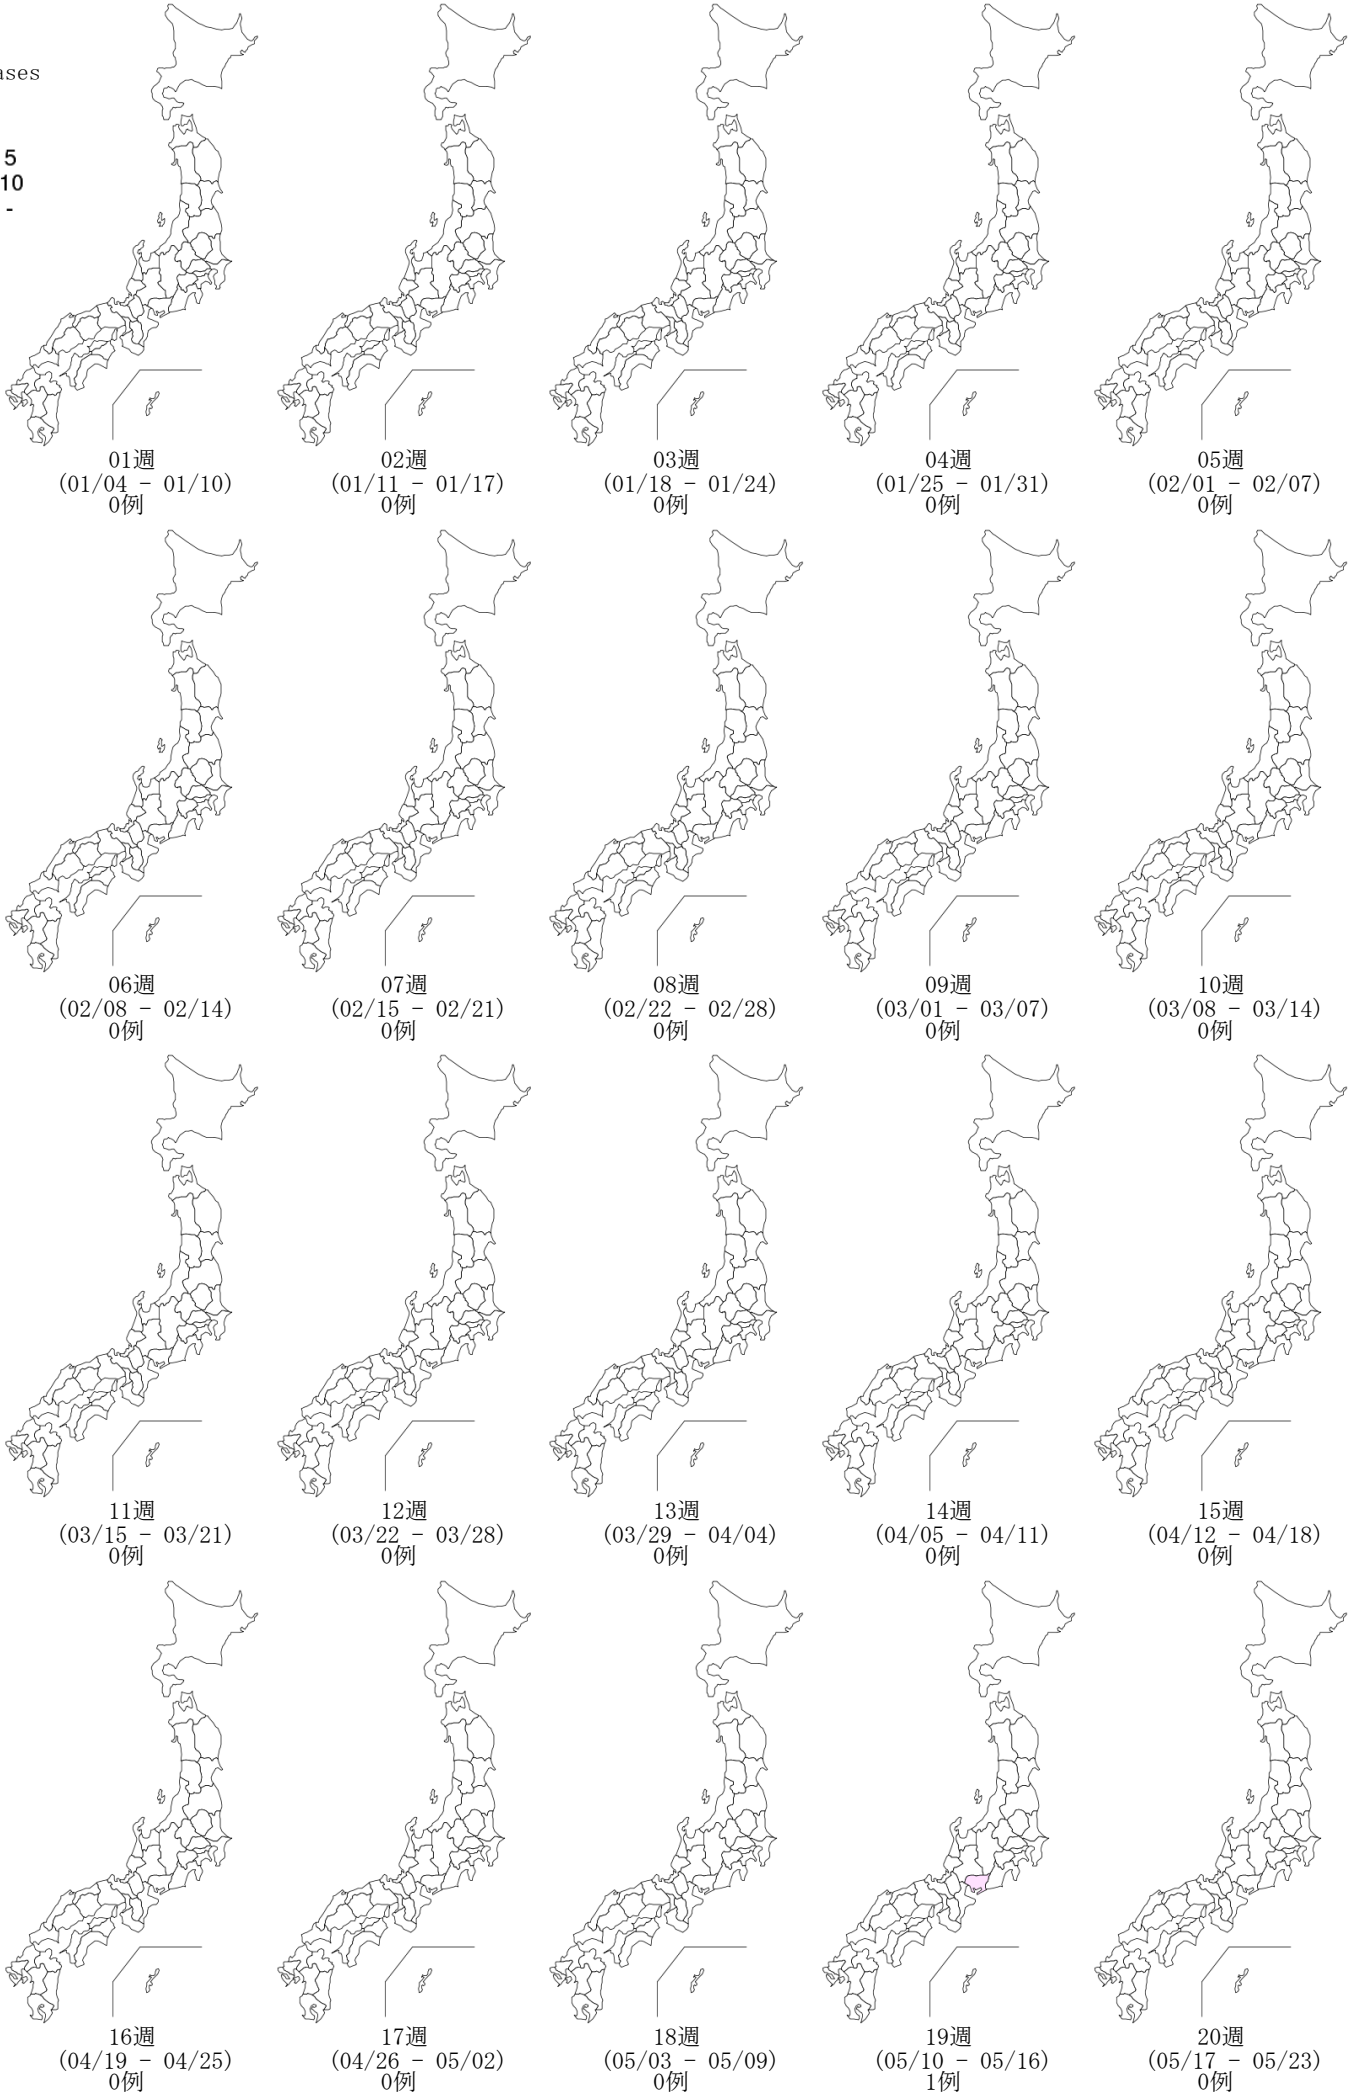 ases
5
10
-
01週
(01/04 - 01/10)
0例
02週
(01/11 - 01/17)
0例
03週
(01/18 - 01/24)
0例
04週
(01/25 - 01/31)
0例
05週
(02/01 - 02/07)
0例
06週
(02/08 - 02/14)
0例
07週
(02/15 - 02/21)
0例
08週
(02/22 - 02/28)
0例
09週
(03/01 - 03/07)
0例
10週
(03/08 - 03/14)
0例
11週
(03/15 - 03/21)
0例
12週
(03/22 - 03/28)
0例
13週
(03/29 - 04/04)
0例
14週
(04/05 - 04/11)
0例
15週
(04/12 - 04/18)
0例
16週
(04/19 - 04/25)
0例
17週
(04/26 - 05/02)
0例
18週
(05/03 - 05/09)
0例
19週
(05/10 - 05/16)
1例
20週
(05/17 - 05/23)
0例